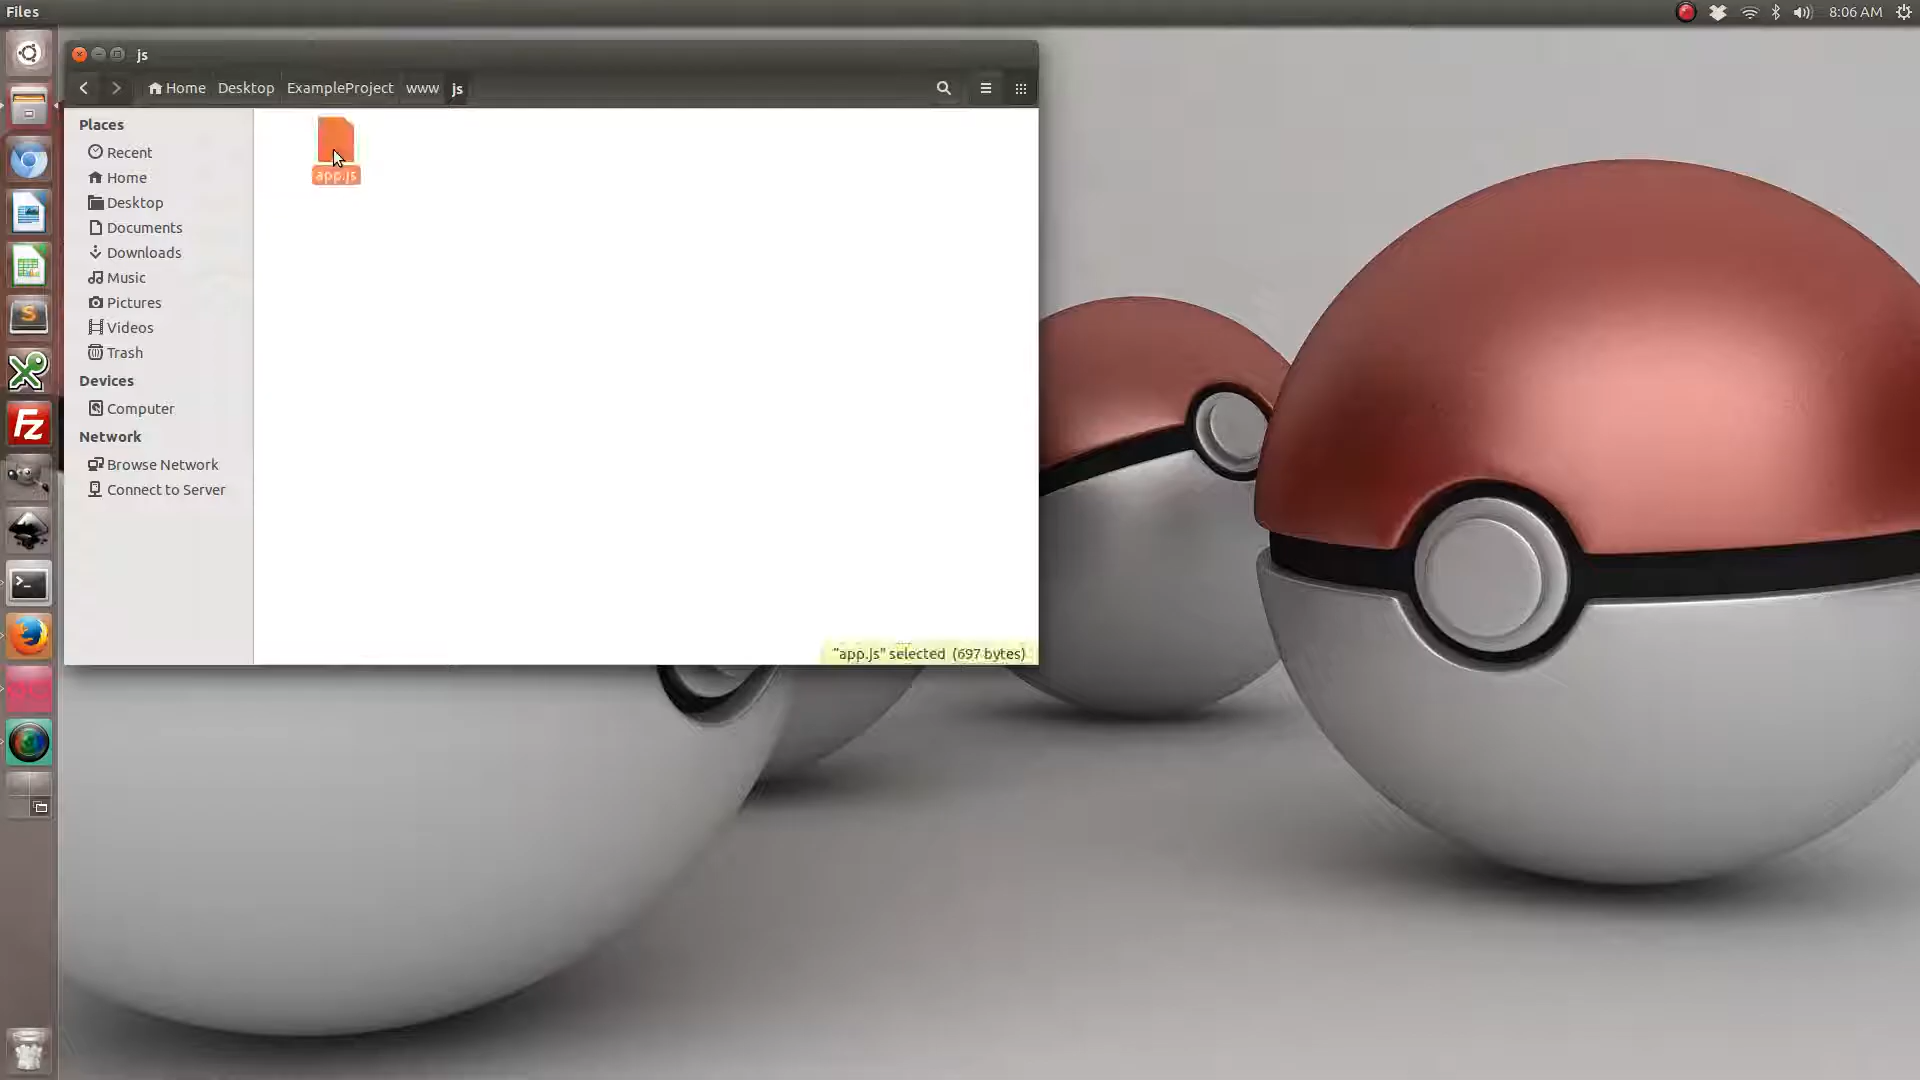 Files
8:06 AM
js
Home
Desktop
ExampleProject
www
js
Places
Recent
Home
Desktop
Documents
Downloads
Music
Pictures
Videos
Trash
Devices
Computer
Network
Browse Network
Connect to Server
app.js
"app.js" selected (697 bytes)
S
Fz
>_